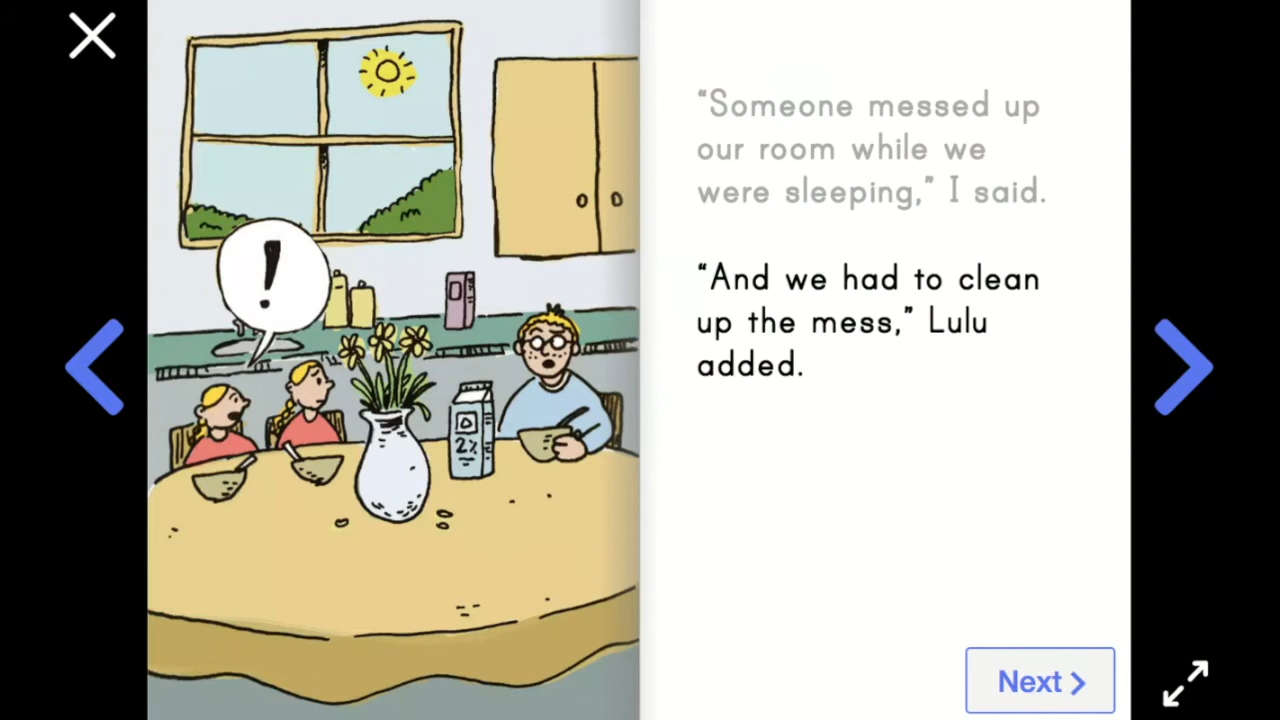 !
2%
“Someone messed up
our room while we
were sleeping,” I said.
“And we had to clean
up the mess,” Lulu
added.
Next